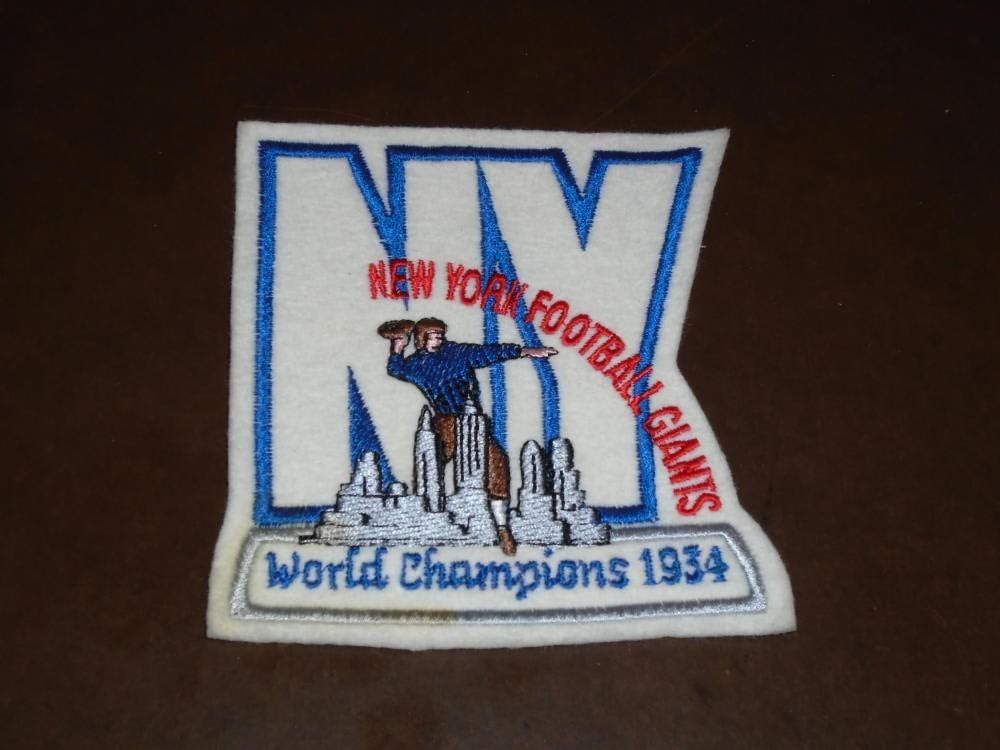 NY
NEW YORK FOOTBALL GIANTS
World Champions 1934